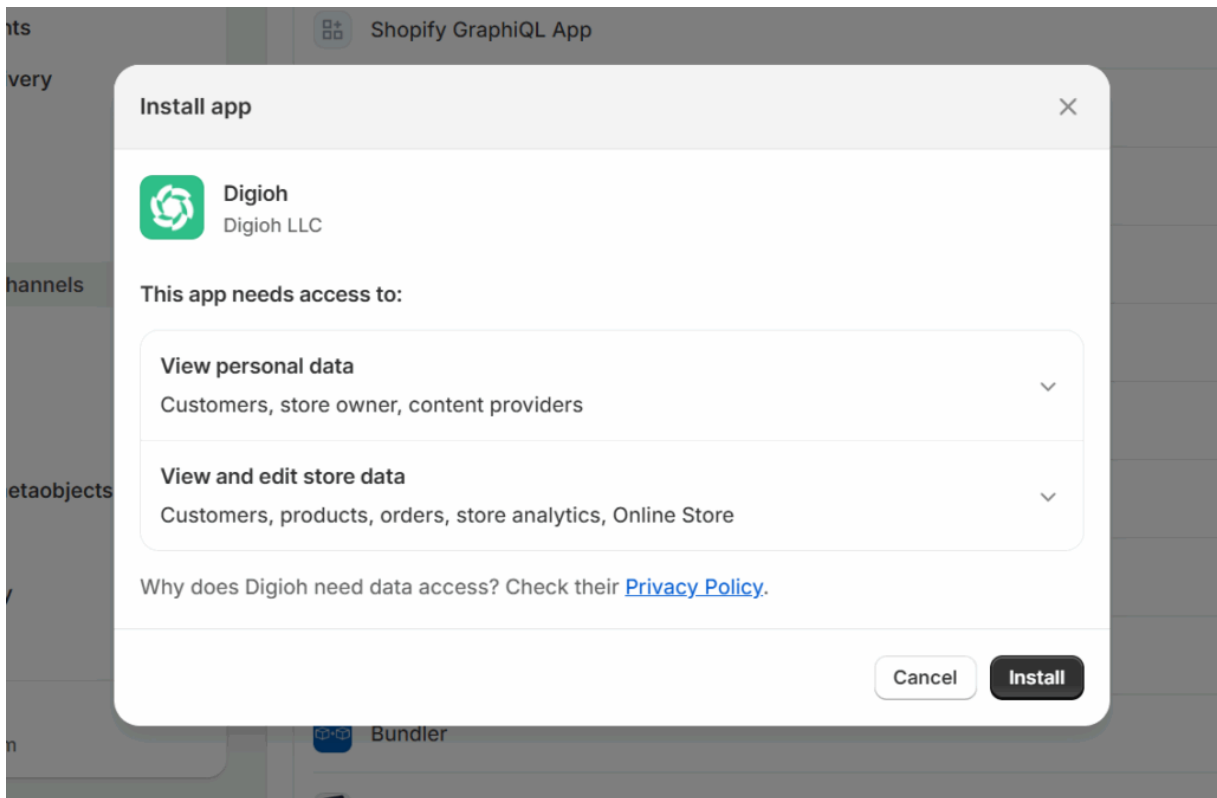 nts
Shopify GraphiQL App
very
Install app
Digioh
Digioh LLC
hannels
This app needs access to:
View personal data
Customers, store owner, content providers
View and edit store data
Customers, products, orders, store analytics, Online Store
etaobjects
Why does Digioh need data access? Check their Privacy Policy.
y
Cancel
Install
Bundler
m